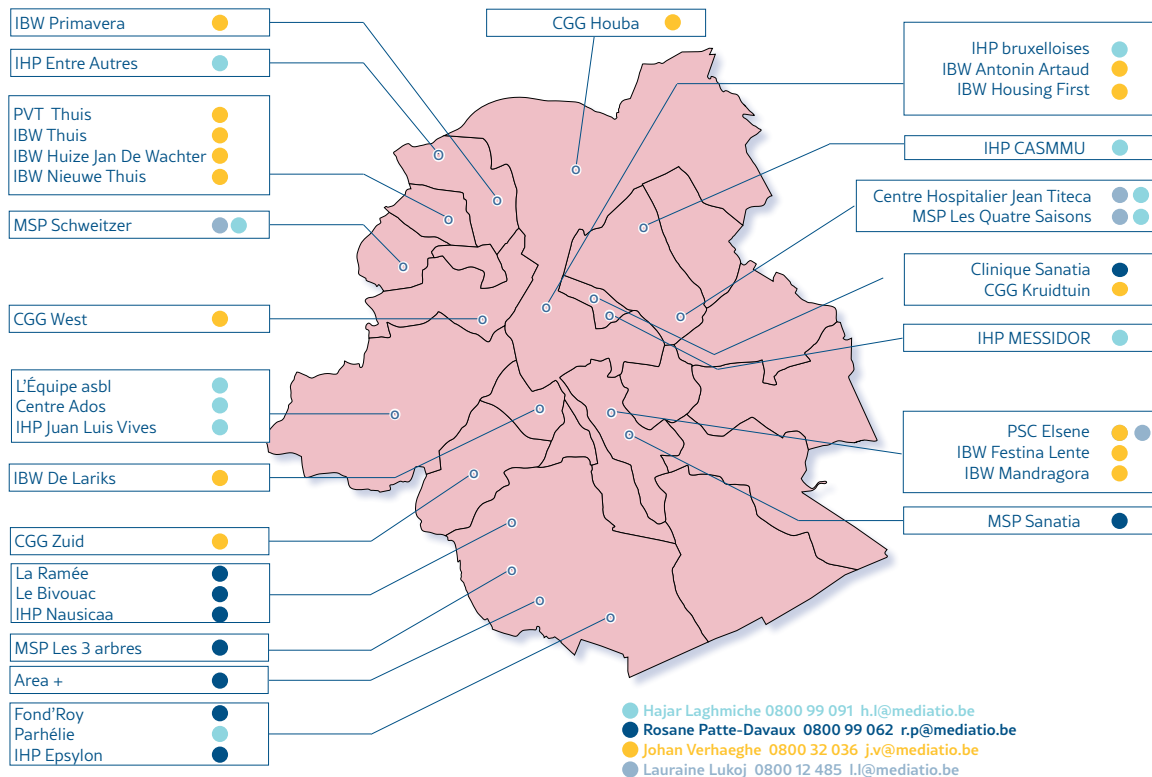 IBW Primavera
IHP Entre Autres
PVT Thuis
IBW Thuis
IBW Huize Jan De Wachter
IBW Nieuwe Thuis
MSP Schweitzer
CGG West
L'Équipe asbl
Centre Ados
IHP Juan Luis Vives
IBW De Lariks
CGG Zuid
La Ramée
Le Bivouac
IHP Nausicaa
MSP Les 3 arbres
Area +
Fond'Roy
Parhélie
IHP Epsylon
CGG Houba
IHP bruxelloises
IBW Antonin Artaud
IBW Housing First
IHP CASMMU
Centre Hospitalier Jean Titeca
MSP Les Quatre Saisons
Clinique Sanatia
CGG Kruidtuin
IHP MESSIDOR
PSC Elsene
IBW Festina Lente
IBW Mandragora
MSP Sanatia
Hajar Laghmiche 0800 99 091 h.l@mediatio.be
Rosane Patte-Davaux 0800 99 062 r.p@mediatio.be
Johan Verhaeghe 0800 32 036 j.v@mediatio.be
Lauraine Lukoj 0800 12 485 l.l@mediatio.be